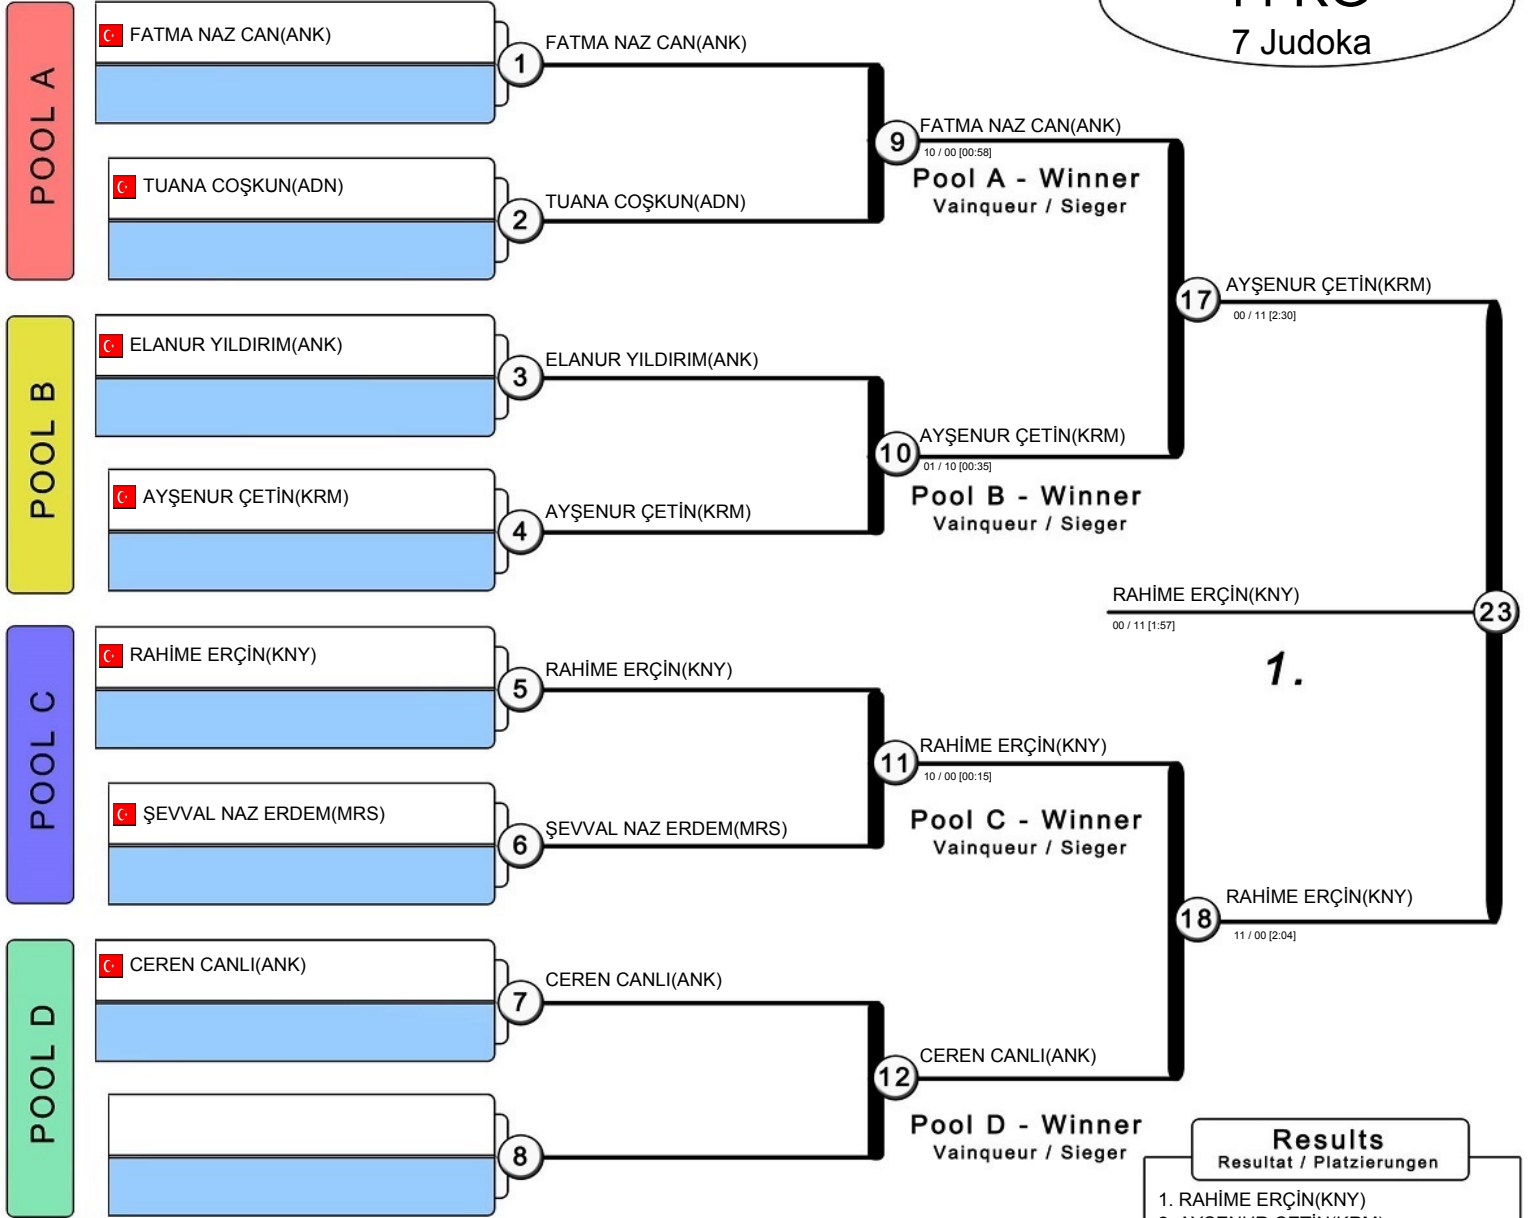 7 Judoka
POOL A
FATMA NAZ CAN(ANK)
1
FATMA NAZ CAN(ANK)
TUANA COŞKUN(ADN)
2
TUANA COŞKUN(ADN)
9
FATMA NAZ CAN(ANK)
10 / 00 [00:58]
Pool A - Winner
Vainqueur / Sieger
POOL B
ELANUR YILDIRIM(ANK)
3
ELANUR YILDIRIM(ANK)
AYŞENUR ÇETİN(KRM)
4
AYŞENUR ÇETİN(KRM)
10
AYŞENUR ÇETİN(KRM)
01 / 10 [00:35]
Pool B - Winner
Vainqueur / Sieger
17
AYŞENUR ÇETİN(KRM)
00 / 11 [2:30]
POOL C
RAHİME ERÇİN(KNY)
5
RAHİME ERÇİN(KNY)
ŞEVVAL NAZ ERDEM(MRS)
6
ŞEVVAL NAZ ERDEM(MRS)
11
RAHİME ERÇİN(KNY)
10 / 00 [00:15]
Pool C - Winner
Vainqueur / Sieger
POOL D
CEREN CANLI(ANK)
7
CEREN CANLI(ANK)
8
12
CEREN CANLI(ANK)
Pool D - Winner
Vainqueur / Sieger
18
RAHİME ERÇİN(KNY)
11 / 00 [2:04]
RAHİME ERÇİN(KNY)
23
00 / 11 [1:57]
1.
Results
Resultat / Platzierungen
1. RAHİME ERÇİN(KNY)